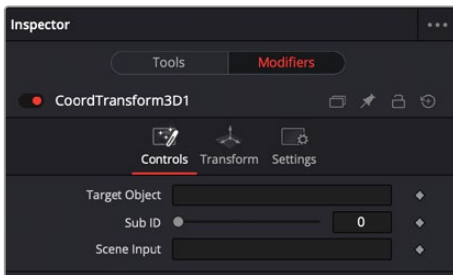 Inspector
Tools Modifiers
CoordTransform3D1
Controls Transform Settings
Target Object
Sub ID 0
Scene Input